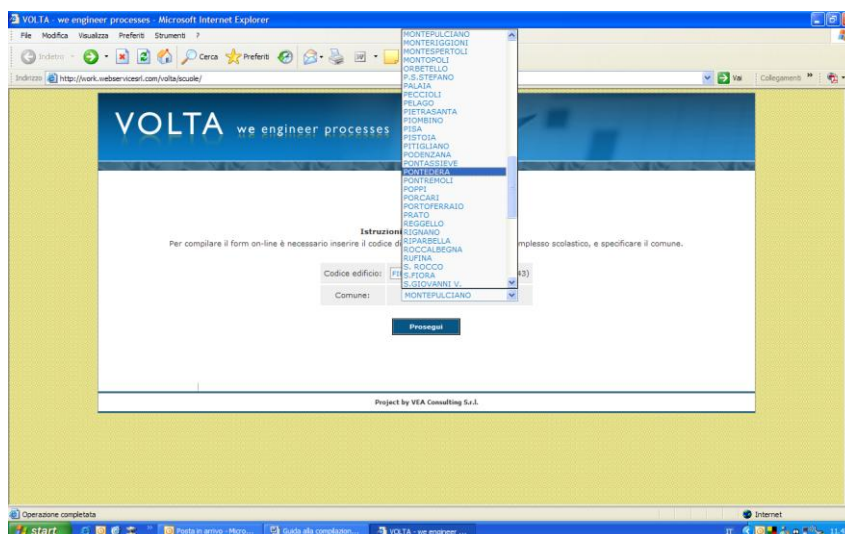 VOLTA - we engineer processes - Microsoft Internet Explorer
File Modifica Visualizza Preferiti Strumenti ?
Indietro Cerca Preferiti
Indirizzo http://work.webservicesrl.com/volta/scuole/ Vai Collegamenti »
VOLTA we engineer processes
MONTEPULCIANO
MONTERIGGIONI
MONTESPERTOLI
MONTOPOLI
ORBETELLO
P.S.STEFANO
PALAIA
PECCIOLI
PELAGO
PIETRASANTA
PIOMBINO
PISA
PISTOIA
PITIGLIANO
PODENZANA
PONTASSIEVE
PONTEDERA
PONTREMOLI
POPPI
PORCARI
PORTOFERRAIO
PRATO
REGGELLO
RIGNANO
RIPARBELLA
ROCCALBEGNA
RUFINA
S. ROCCO
S.FIORA
S.GIOVANNI V.
Istruzioni
Per compilare il form on-line è necessario inserire il codice di mplesso scolastico, e specificare il comune.
Codice edificio: 43)
Comune: MONTEPULCIANO
Prosegui
Project by VEA Consulting S.r.l.
Operazione completata Internet
start Posta in arrivo - Micro... Guida alla compilazion... VOLTA - we engineer ... IT 11.4